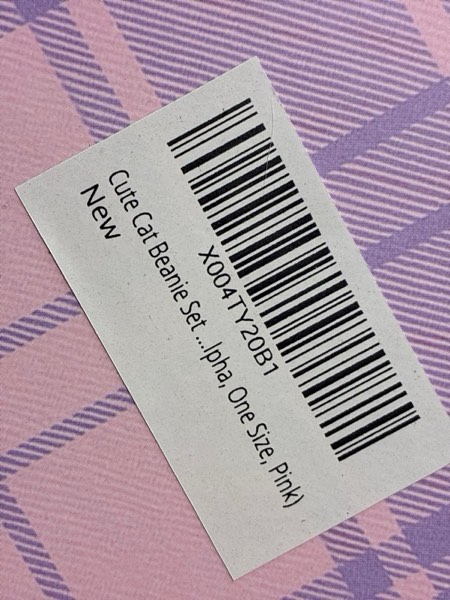 X004TY20B1
Cute Cat Beanie Set ...lpha, One Size, Pink)
New